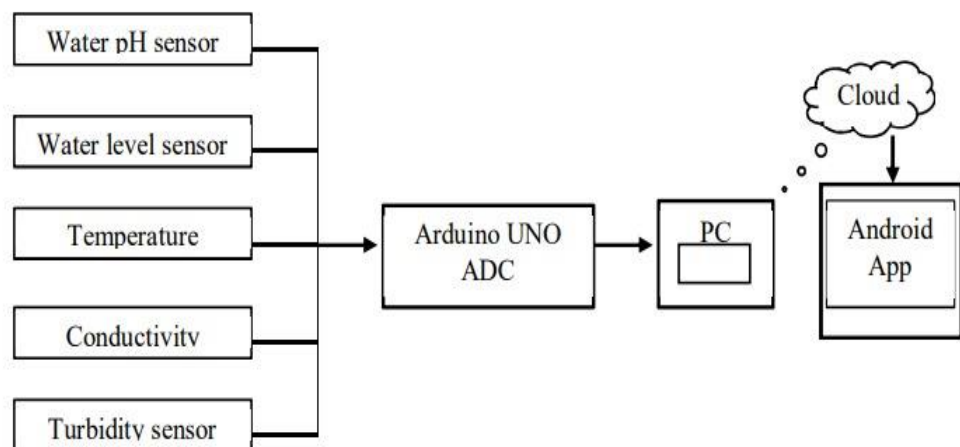 Water pH sensor
Water level sensor
Temperature
Conductivity
Turbidity sensor
Arduino UNO
ADC
PC
Cloud
Android
App